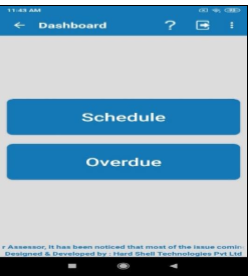 11:43 AM
Dashboard ?
Schedule
Overdue
r Assessor, It has been noticed that most of the issue comin
Designed & Developed by : Hard Shell Technologies Pvt Ltd